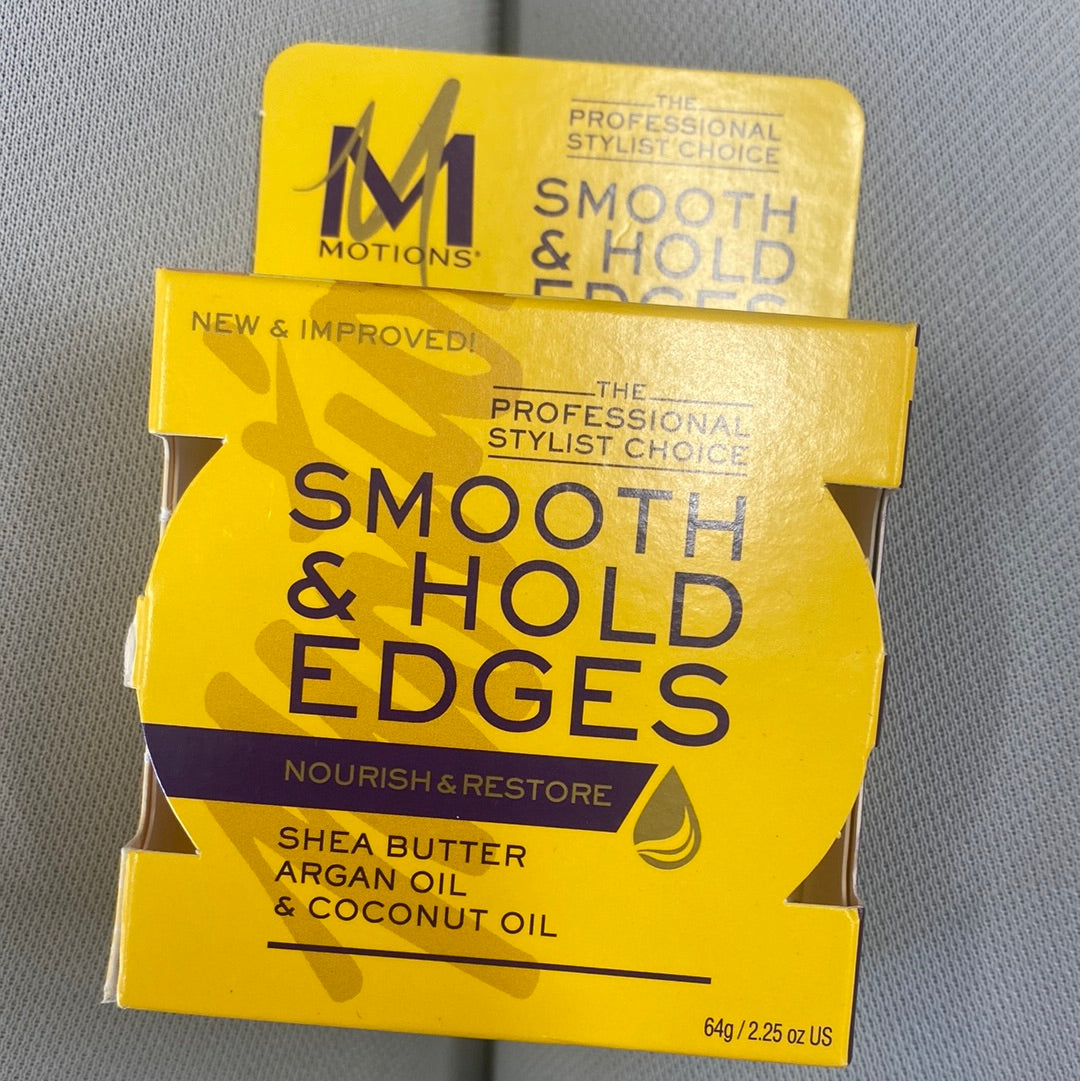 M
MOTIONS®
THE
PROFESSIONAL
STYLIST CHOICE
SMOOTH
& HOLD
EDGES
NEW & IMPROVED!
THE
PROFESSIONAL
STYLIST CHOICE
SMOOTH
& HOLD
EDGES
NOURISH & RESTORE
SHEA BUTTER
ARGAN OIL
& COCONUT OIL
64g / 2.25 oz US